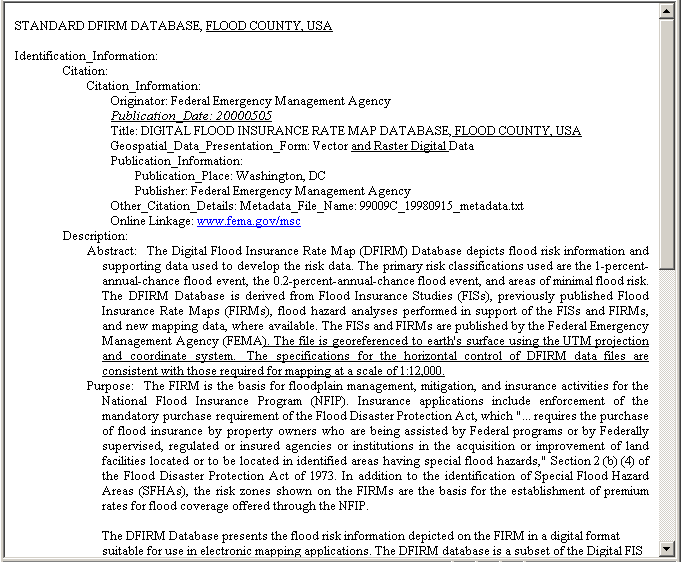 STANDARD DFIRM DATABASE, FLOOD COUNTY, USA
Identification_Information:
Citation:
Citation_Information:
Originator: Federal Emergency Management Agency
Publication_Date: 20000505
Title: DIGITAL FLOOD INSURANCE RATE MAP DATABASE, FLOOD COUNTY, USA
Geospatial_Data_Presentation_Form: Vector and Raster Digital Data
Publication_Information:
Publication_Place: Washington, DC
Publisher: Federal Emergency Management Agency
Other_Citation_Details: Metadata_File_Name: 99009C_19980915_metadata.txt
Online Linkage: www.fema.gov/msc
Description:
Abstract: The Digital Flood Insurance Rate Map (DFIRM) Database depicts flood risk information and
supporting data used to develop the risk data. The primary risk classifications used are the 1-percent-
annual-chance flood event, the 0.2-percent-annual-chance flood event, and areas of minimal flood risk.
The DFIRM Database is derived from Flood Insurance Studies (FISs), previously published Flood
Insurance Rate Maps (FIRMs), flood hazard analyses performed in support of the FISs and FIRMs,
and new mapping data, where available. The FISs and FIRMs are published by the Federal Emergency
Management Agency (FEMA). The file is georeferenced to earth's surface using the UTM projection
and coordinate system. The specifications for the horizontal control of DFIRM data files are
consistent with those required for mapping at a scale of 1:12,000.
Purpose: The FIRM is the basis for floodplain management, mitigation, and insurance activities for the
National Flood Insurance Program (NFIP). Insurance applications include enforcement of the
mandatory purchase requirement of the Flood Disaster Protection Act, which "... requires the purchase
of flood insurance by property owners who are being assisted by Federal programs or by Federally
supervised, regulated or insured agencies or institutions in the acquisition or improvement of land
facilities located or to be located in identified areas having special flood hazards," Section 2 (b) (4) of
the Flood Disaster Protection Act of 1973. In addition to the identification of Special Flood Hazard
Areas (SFHAs), the risk zones shown on the FIRMs are the basis for the establishment of premium
rates for flood coverage offered through the NFIP.
The DFIRM Database presents the flood risk information depicted on the FIRM in a digital format
suitable for use in electronic mapping applications. The DFIRM database is a subset of the Digital FIS